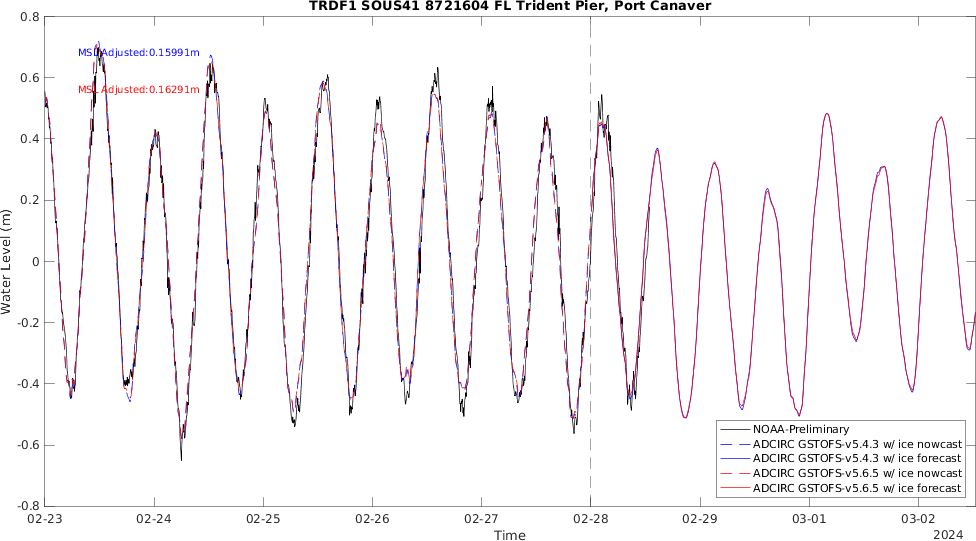 TRDF1 SOUS41 8721604 FL Trident Pier, Port Canaver
0.8
MSL Adjusted:0.15991m
0.6
MSL Adjusted:0.16291m
0.4
0.2
0
-0.2
-0.4
-0.6
-0.8
Water Level (m)
NOAA-Preliminary
ADCIRC GSTOFS-v5.4.3 w/ ice nowcast
ADCIRC GSTOFS-v5.4.3 w/ ice forecast
ADCIRC GSTOFS-v5.6.5 w/ ice nowcast
ADCIRC GSTOFS-v5.6.5 w/ ice forecast
02-23 02-24 02-25 02-26 02-27 02-28 02-29 03-01 03-02
Time
2024